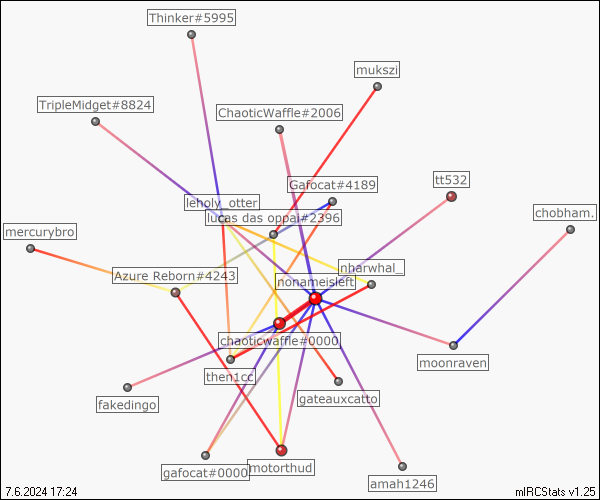 Thinker#5995
mukszi
TripleMidget#8824
ChaoticWaffle#2006
Gafocat#4189
tt532
leholy_otter
lucas das oppai#2396
chobham.
mercurybro
nharwhal_
Azure Reborn#4243
nonameisleft
chaoticwaffle#0000
moonraven
then1cc
gateauxcatto
fakedingo
gafocat#0000
motorthud
amah1246
7.6.2024 17:24
mIRCStats v1.25